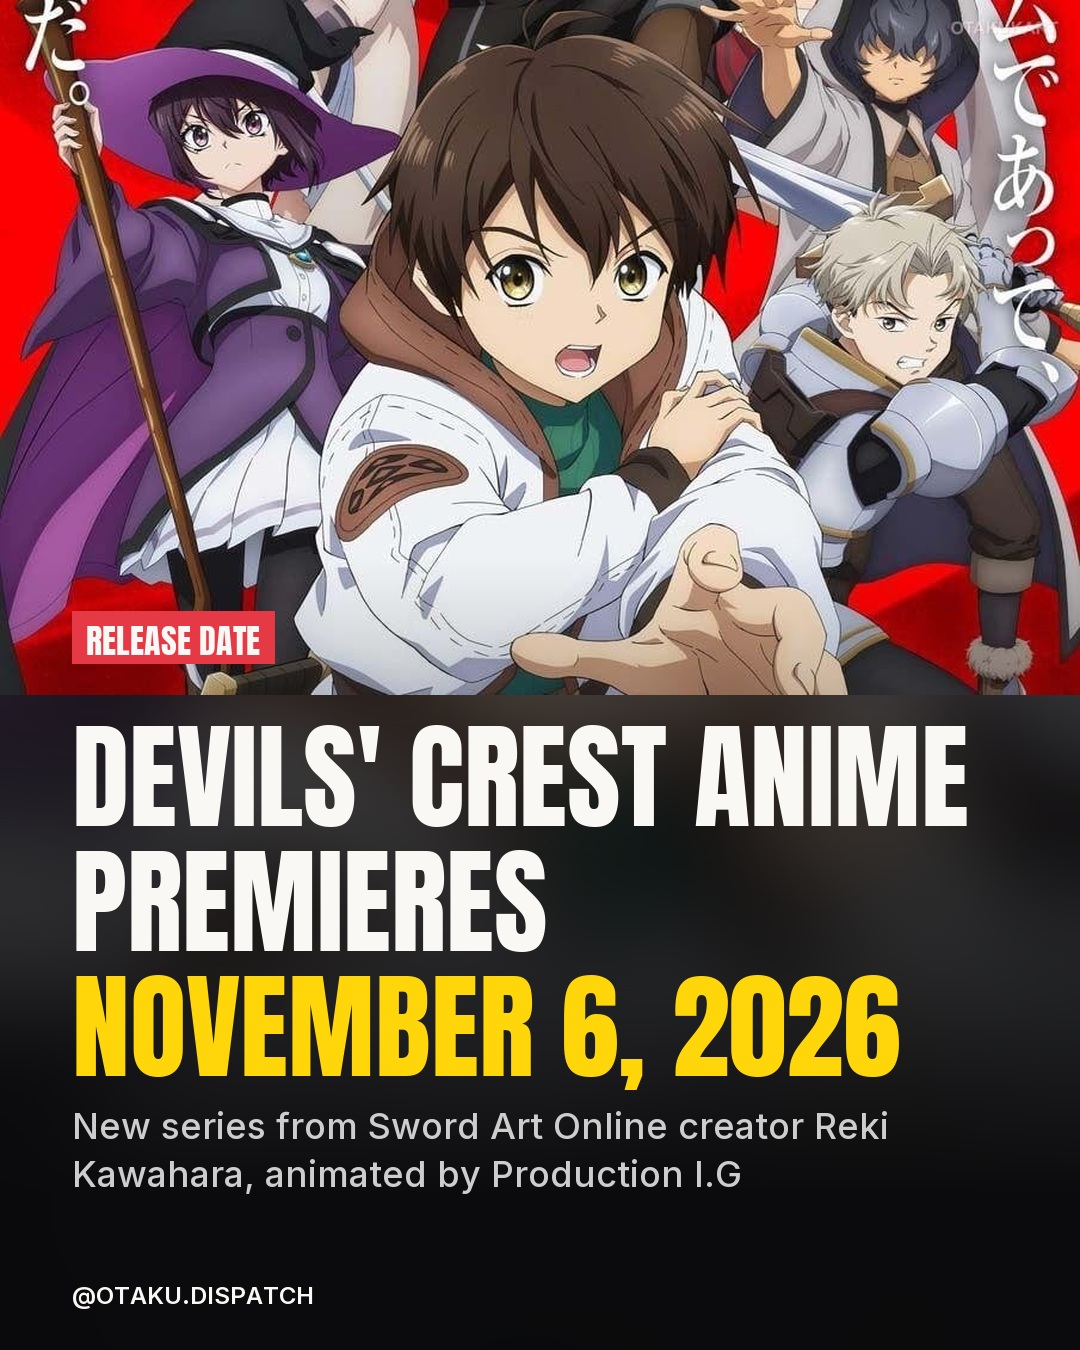 ムであって、
だ。
OTAKUKART
RELEASE DATE
DEVILS' CREST ANIME
PREMIERES
NOVEMBER 6, 2026
New series from Sword Art Online creator Reki
Kawahara, animated by Production I.G
@OTAKU.DISPATCH